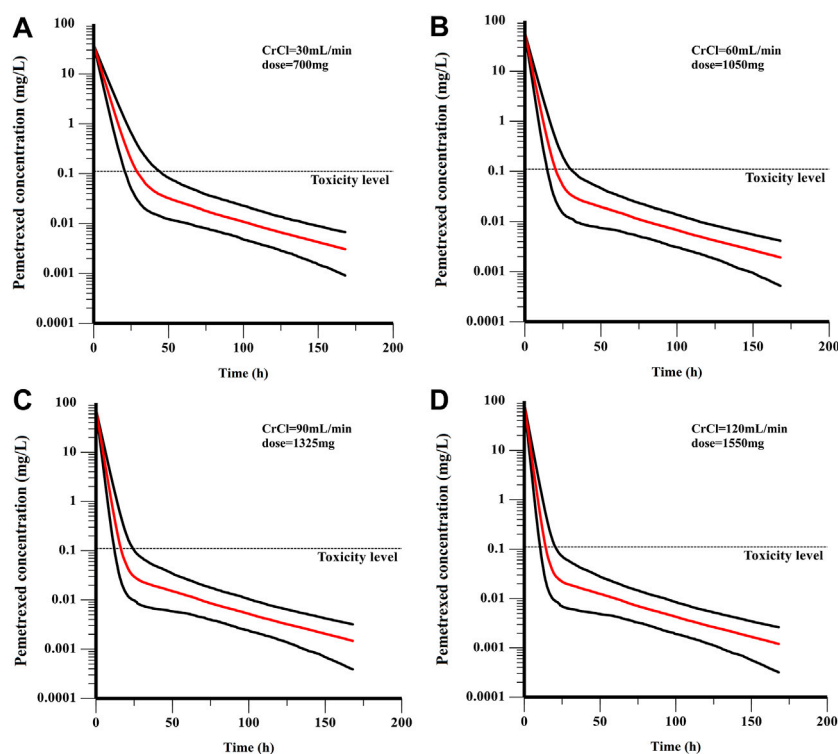 A
Pemetrexed concentration (mg/L)
100
10
1
0.1
0.01
0.001
0.0001
CrCl=30mL/min
dose=700mg
Toxicity level
0
50
100
150
200
Time (h)
B
Pemetrexed concentration (mg/L)
100
10
1
0.1
0.01
0.001
0.0001
CrCl=60mL/min
dose=1050mg
Toxicity level
0
50
100
150
200
Time (h)
C
Pemetrexed concentration (mg/L)
100
10
1
0.1
0.01
0.001
0.0001
CrCl=90mL/min
dose=1325mg
Toxicity level
0
50
100
150
200
Time (h)
D
Pemetrexed concentration (mg/L)
100
10
1
0.1
0.01
0.001
0.0001
CrCl=120mL/min
dose=1550mg
Toxicity level
0
50
100
150
200
Time (h)